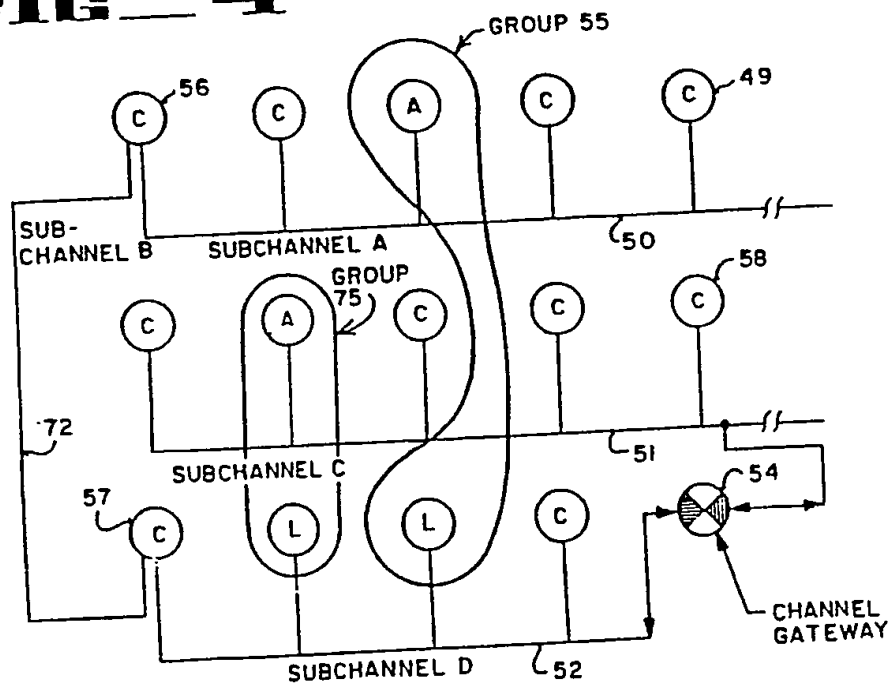 FIG__4
GROUP 55
56
49
C
C
A
C
C
SUB-
CHANNEL B
SUBCHANNEL A
50
GROUP
75
58
C
A
C
C
C
72
SUBCHANNEL C
51
54
57
C
L
L
C
CHANNEL
GATEWAY
SUBCHANNEL D
52